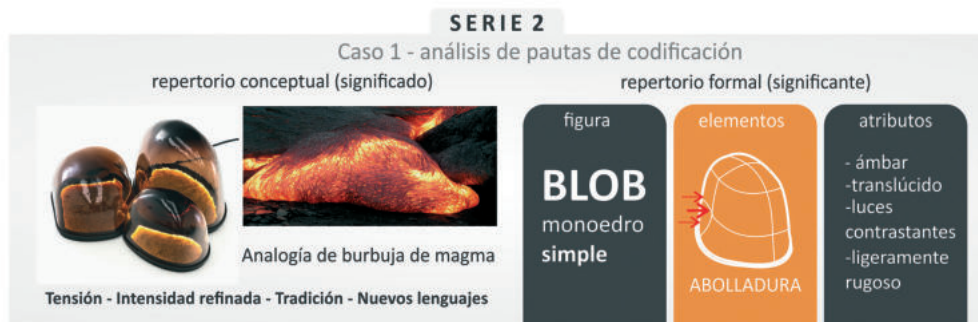 SERIE 2
Caso 1 - análisis de pautas de codificación
repertorio conceptual (significado)
Analogía de burbuja de magma
Tensión - Intensidad refinada - Tradición - Nuevos lenguajes
repertorio formal (significante)
figura
BLOB
monoedro
simple
elementos
ABOLLADURA
atributos
- ámbar
-translúcido
-luces
contrastantes
-ligeramente
rugoso